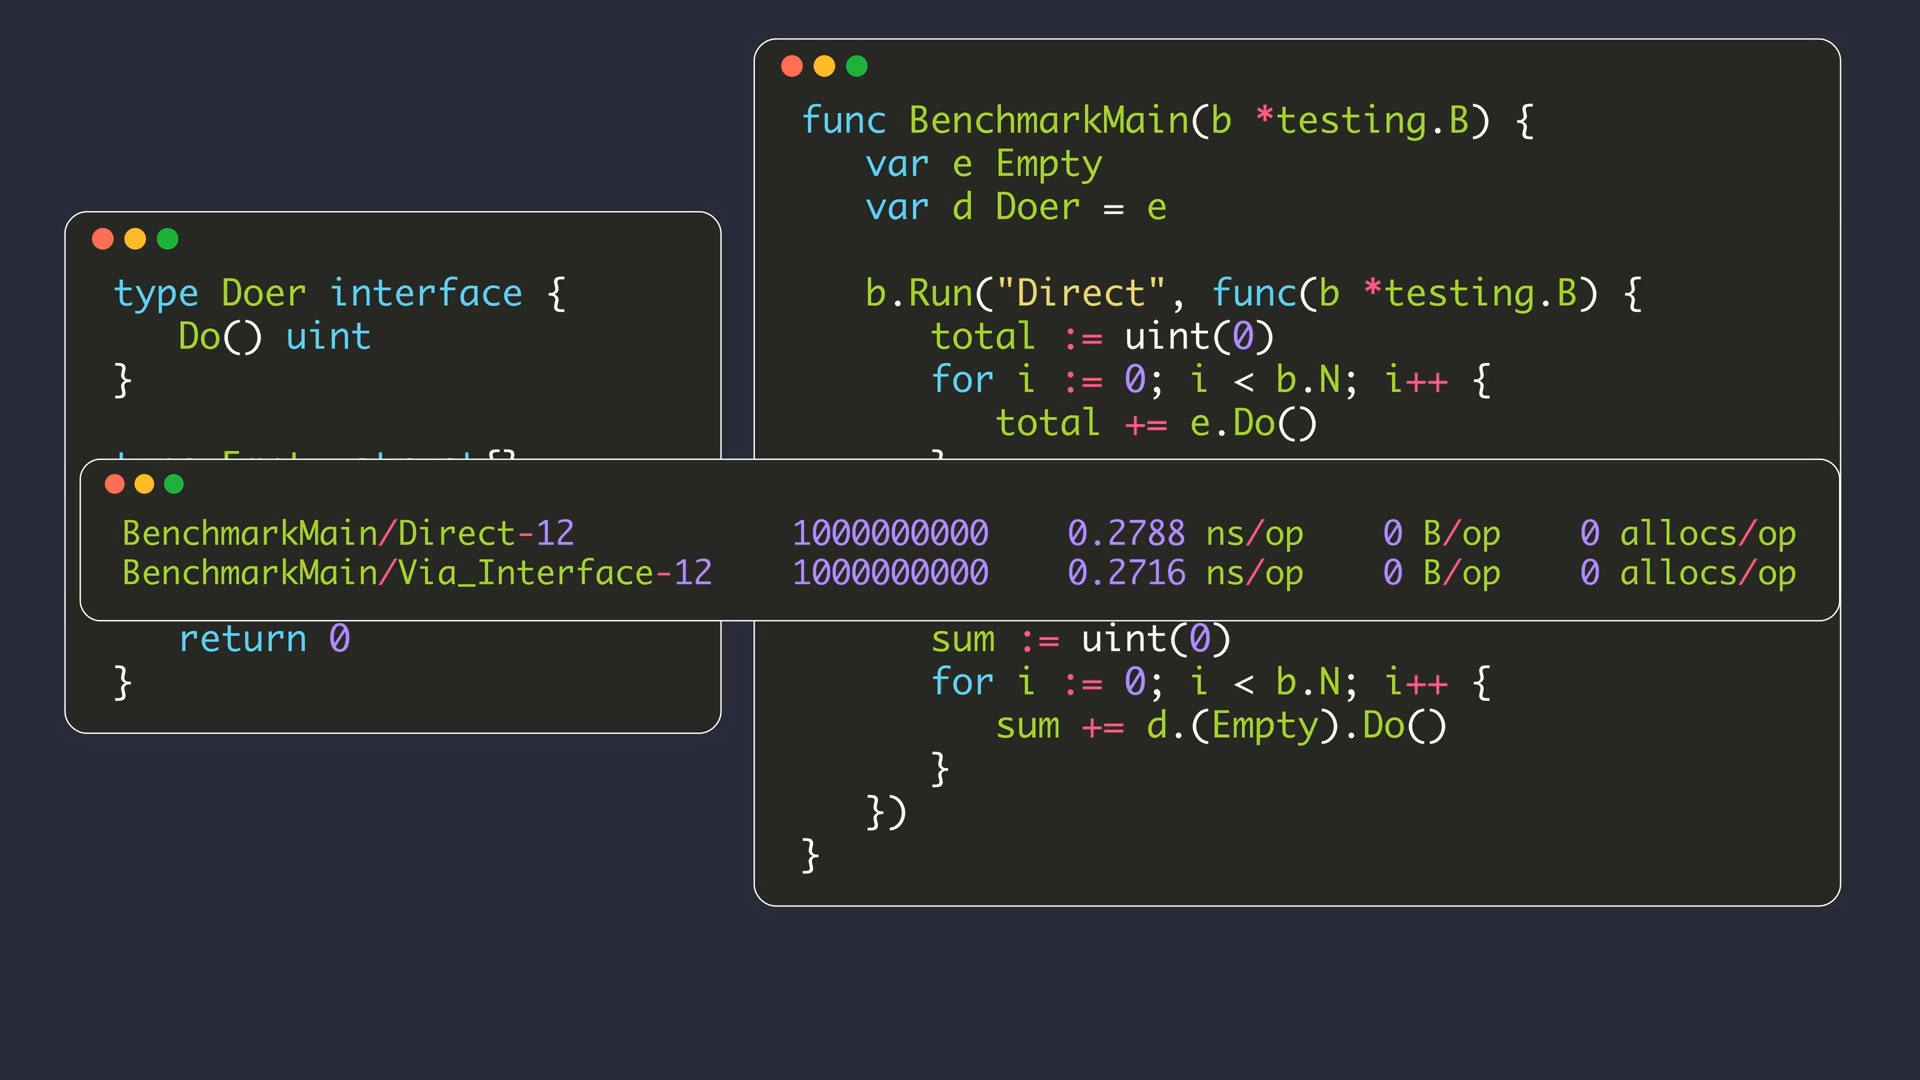 type Doer interface {
Do() uint
}
return 0
}
func BenchmarkMain(b *testing.B) {
var e Empty
var d Doer = e
b.Run("Direct", func(b *testing.B) {
total := uint(0)
for i := 0; i < b.N; i++ {
total += e.Do()
BenchmarkMain/Direct-12 1000000000 0.2788 ns/op 0 B/op 0 allocs/op
BenchmarkMain/Via_Interface-12 1000000000 0.2716 ns/op 0 B/op 0 allocs/op
sum := uint(0)
for i := 0; i < b.N; i++ {
sum += d.(Empty).Do()
}
})
}